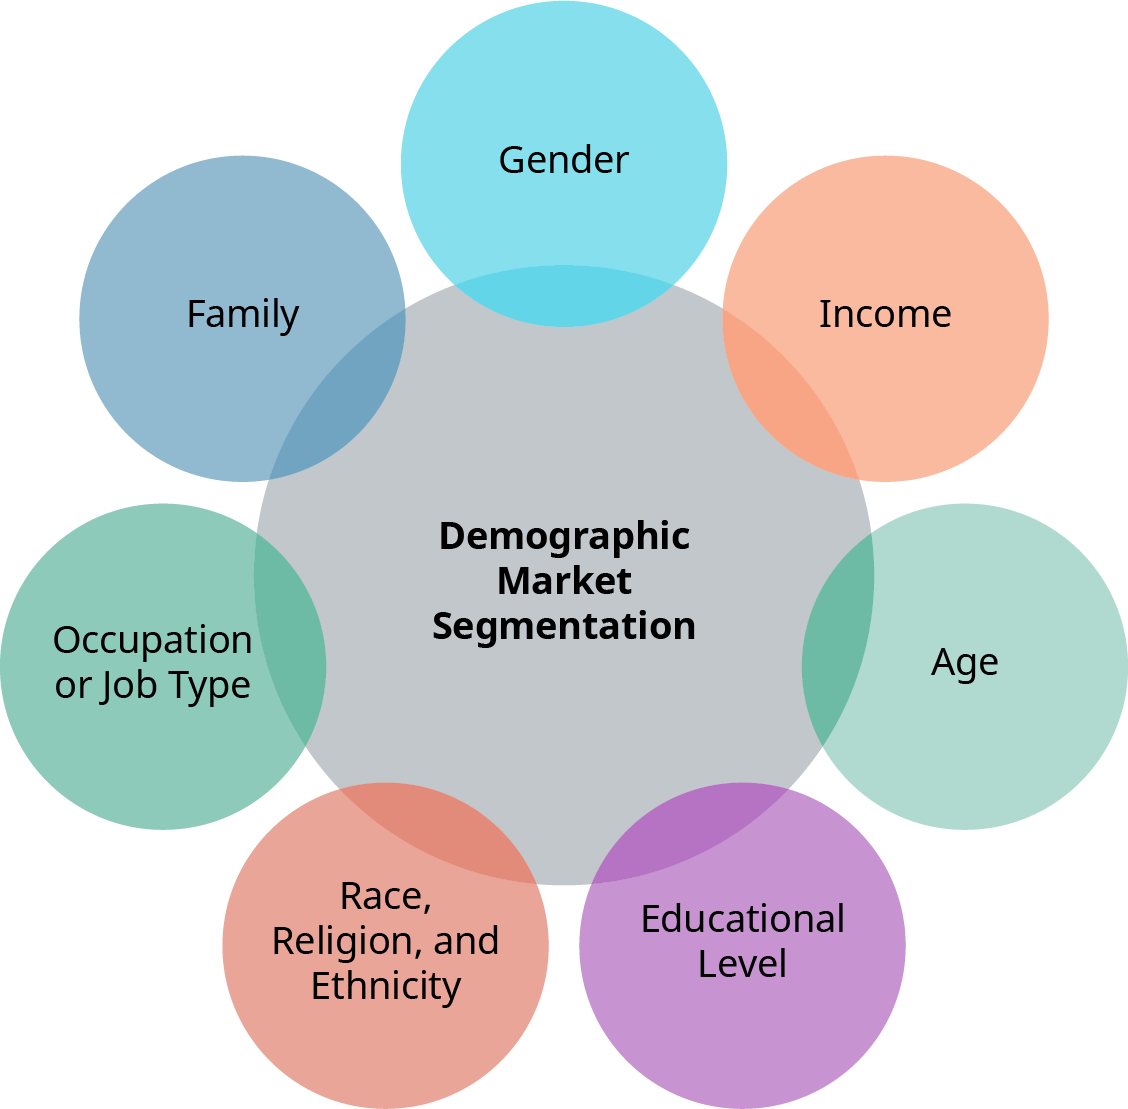 Gender
Family
Income
Demographic
Market
Segmentation
Occupation
or Job Type
Age
Race,
Religion, and
Ethnicity
Educational
Level